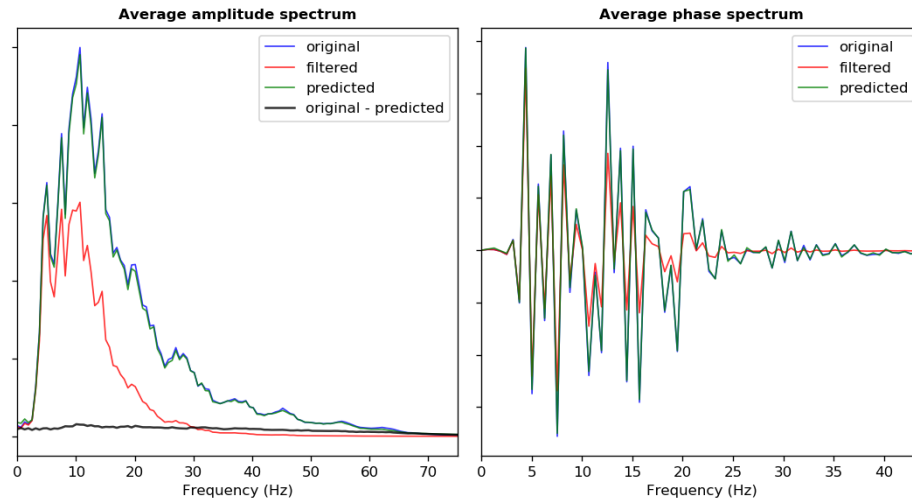 Average amplitude spectrum
original
filtered
predicted
original - predicted
0 10 20 30 40 50 60 70
Frequency (Hz)
Average phase spectrum
original
filtered
predicted
0 5 10 15 20 25 30 35 40
Frequency (Hz)